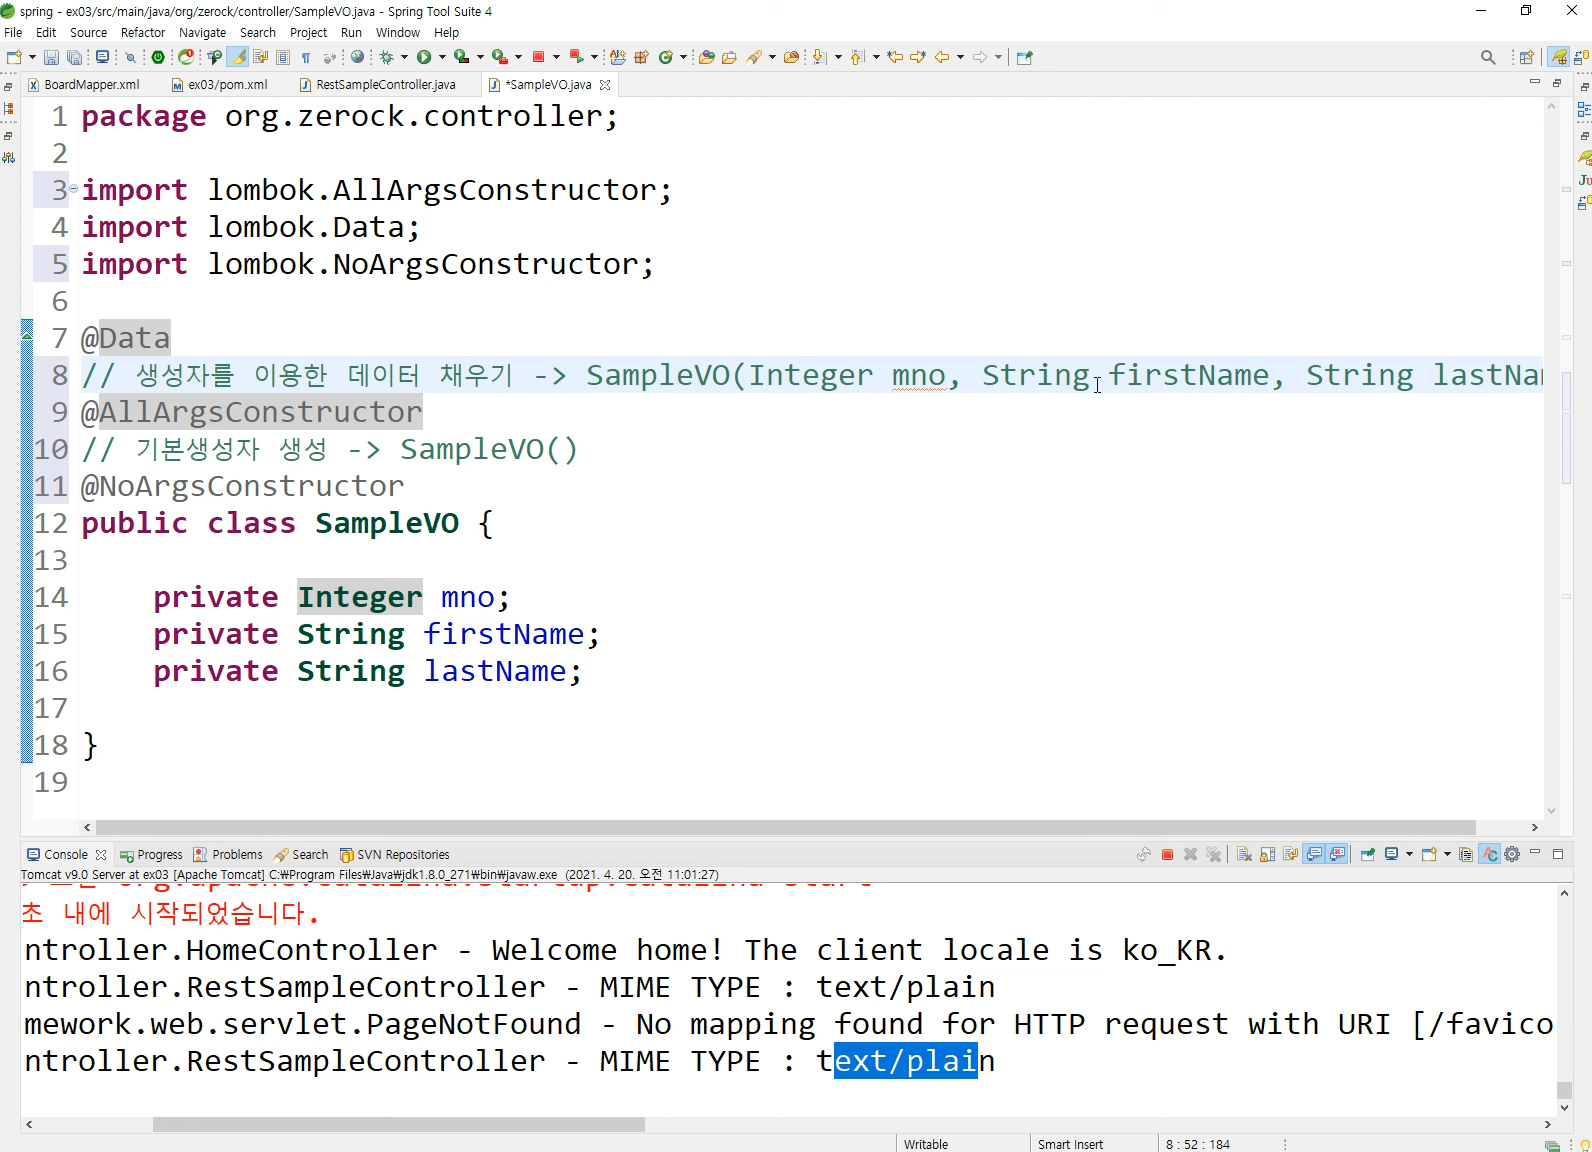 spring - ex03/src/main/java/org/zerock/controller/SampleVO.java - Spring Tool Suite 4
File Edit Source Refactor Navigate Search Project Run Window Help
BoardMapper.xml ex03/pom.xml RestSampleController.java *SampleVO.java
1 package org.zerock.controller;
2
3 import lombok.AllArgsConstructor;
4 import lombok.Data;
5 import lombok.NoArgsConstructor;
6
7 @Data
8 // 생성자를 이용한 데이터 채우기 -> SampleVO(Integer mno, String firstName, String lastNa
9 @AllArgsConstructor
10 // 기본생성자 생성 -> SampleVO()
11 @NoArgsConstructor
12 public class SampleVO {
13
14 private Integer mno;
15 private String firstName;
16 private String lastName;
17
18 }
19
Console Progress Problems Search SVN Repositories
Tomcat v9.0 Server at ex03 [Apache Tomcat] C:₩Program Files₩Java₩jdk1.8.0_271₩bin₩javaw.exe (2021. 4. 20. 오전 11:01:27)
초 내에 시작되었습니다.
ntroller.HomeController - Welcome home! The client locale is ko_KR.
ntroller.RestSampleController - MIME TYPE : text/plain
mework.web.servlet.PageNotFound - No mapping found for HTTP request with URI [/favico
ntroller.RestSampleController - MIME TYPE : text/plain
Writable Smart Insert 8 : 52 : 184